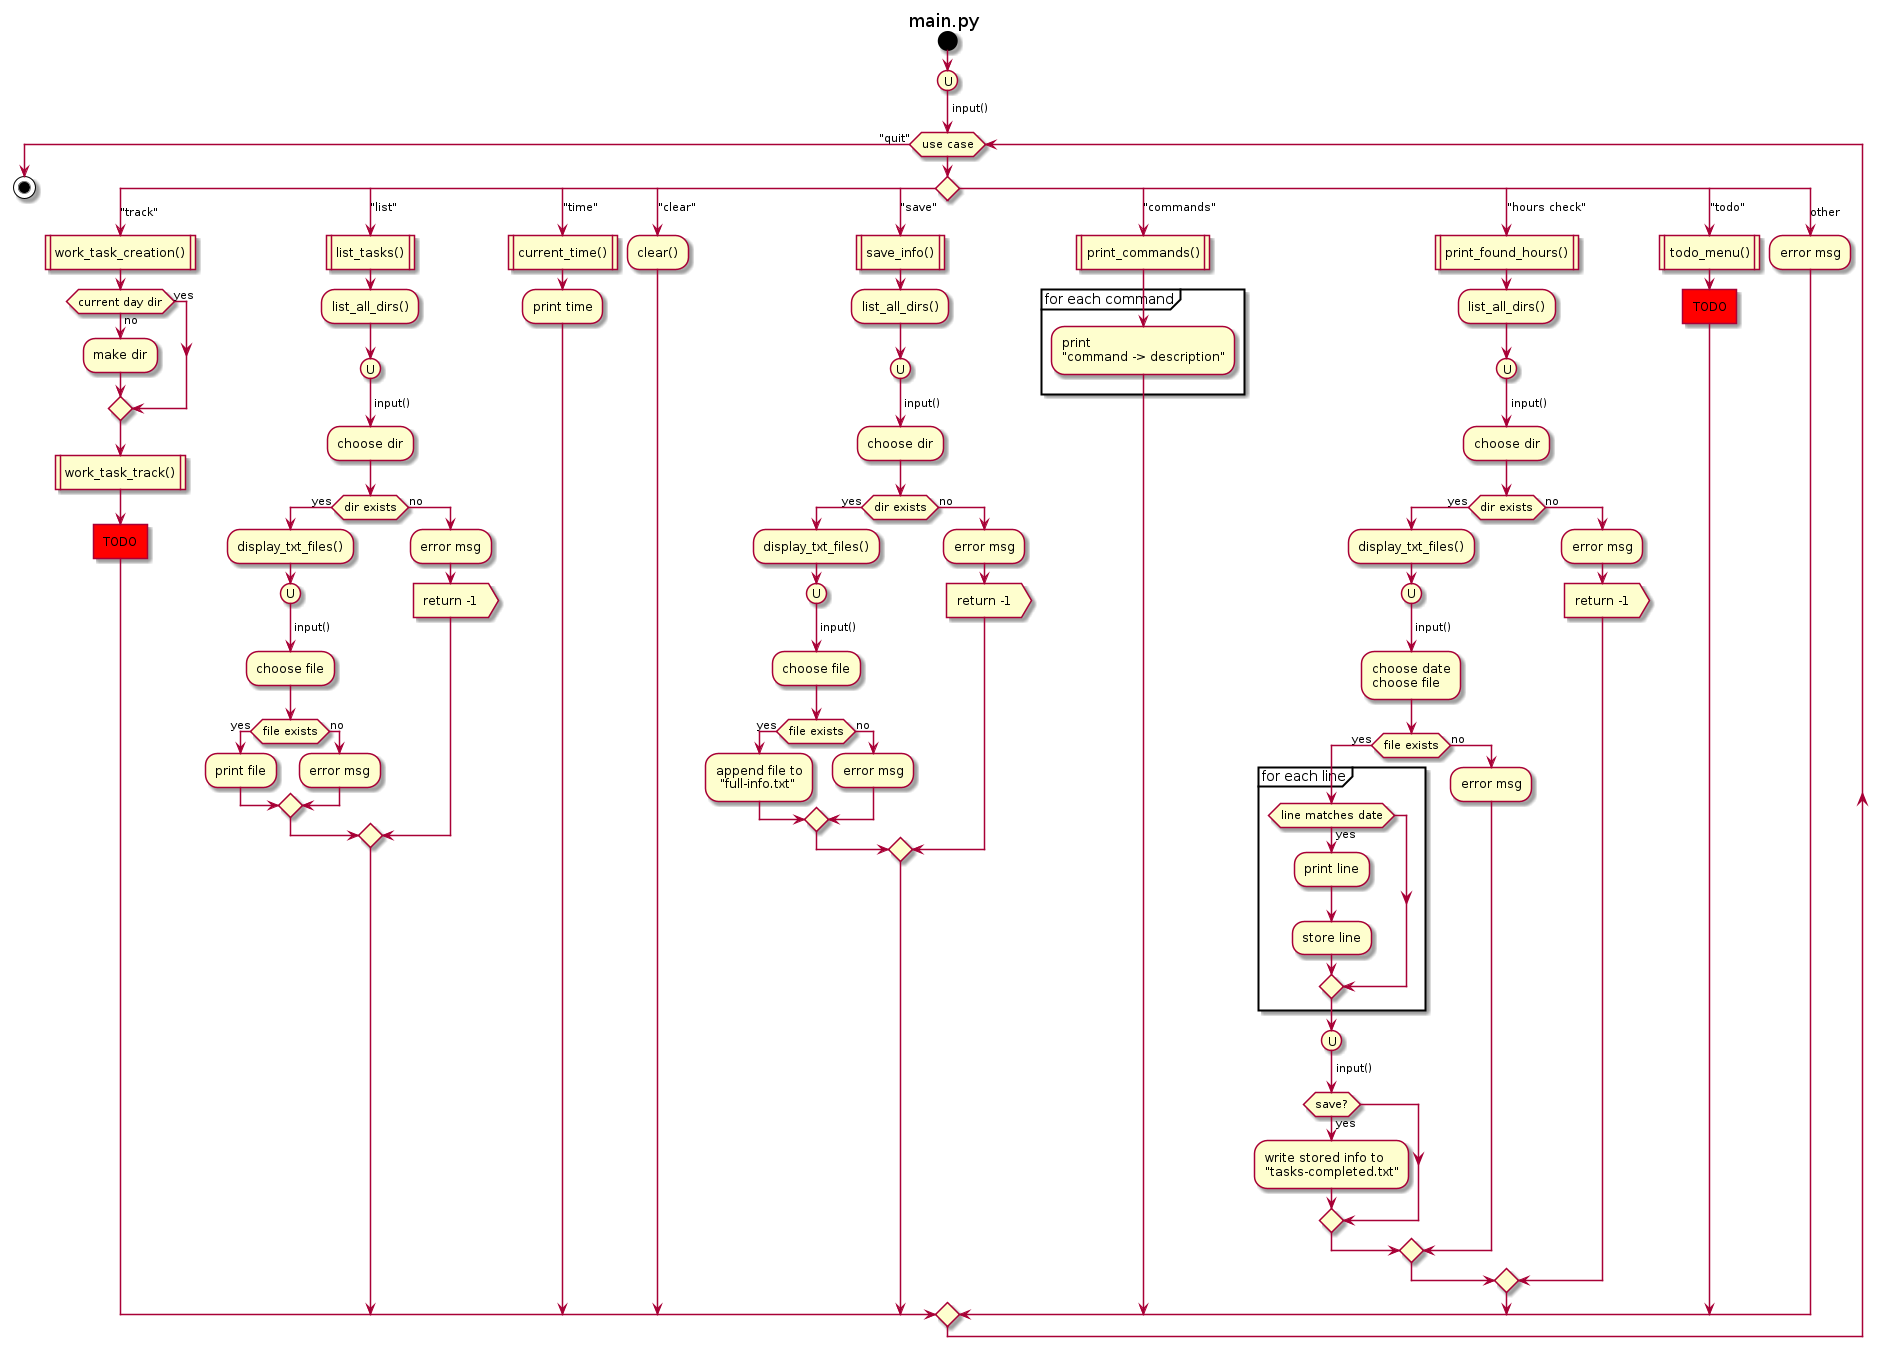 main.py
U
input()
"quit"
use case
"track"
"list"
"time"
"clear"
"save"
"commands"
"hours check"
"todo"
other
work_task_creation()
list_tasks()
current_time()
clear()
save_info()
print_commands()
print_found_hours()
todo_menu()
error msg
current day dir
yes
no
make dir
work_task_track()
TODO
list_all_dirs()
U
input()
choose dir
yes
dir exists
no
display_txt_files()
error msg
U
return -1
input()
choose file
yes
file exists
no
print file
error msg
print time
list_all_dirs()
U
input()
choose dir
yes
dir exists
no
display_txt_files()
error msg
U
return -1
input()
choose file
yes
file exists
no
append file to
"full-info.txt"
error msg
for each command
print
"command -> description"
list_all_dirs()
U
input()
choose dir
yes
dir exists
no
display_txt_files()
error msg
U
return -1
input()
choose date
choose file
yes
file exists
no
for each line
error msg
line matches date
yes
print line
store line
U
input()
save?
yes
write stored info to
"tasks-completed.txt"
TODO